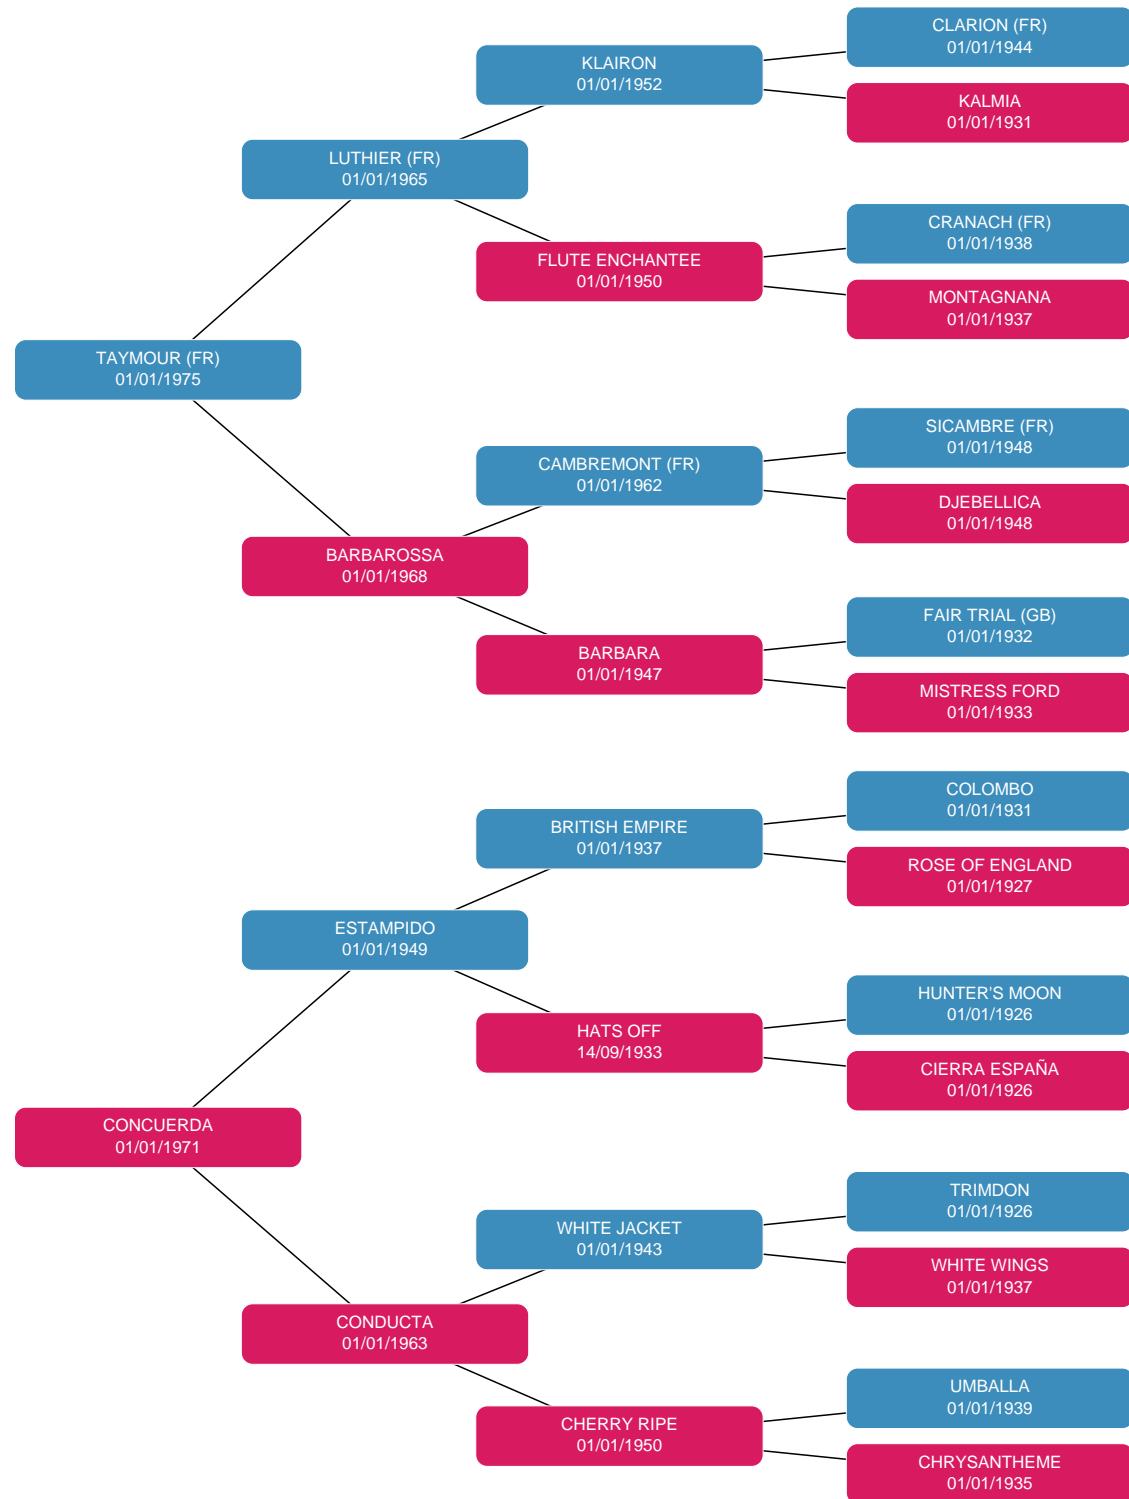 CLARION (FR)
01/01/1944
KLAIRON
01/01/1952
KALMIA
01/01/1931
LUTHIER (FR)
01/01/1965
CRANACH (FR)
01/01/1938
FLUTE ENCHANTEE
01/01/1950
MONTAGNANA
01/01/1937
TAYMOUR (FR)
01/01/1975
SICAMBRE (FR)
01/01/1948
CAMBREMONT (FR)
01/01/1962
DJEBELLICA
01/01/1948
BARBAROSSA
01/01/1968
FAIR TRIAL (GB)
01/01/1932
BARBARA
01/01/1947
MISTRESS FORD
01/01/1933
COLOMBO
01/01/1931
BRITISH EMPIRE
01/01/1937
ROSE OF ENGLAND
01/01/1927
ESTAMPIDO
01/01/1949
HUNTER'S MOON
01/01/1926
HATS OFF
14/09/1933
CIERRA ESPAÑA
01/01/1926
CONCUERDA
01/01/1971
TRIMDON
01/01/1926
WHITE JACKET
01/01/1943
WHITE WINGS
01/01/1937
CONDUCTA
01/01/1963
UMBALLA
01/01/1939
CHERRY RIPE
01/01/1950
CHRYSANTHEME
01/01/1935